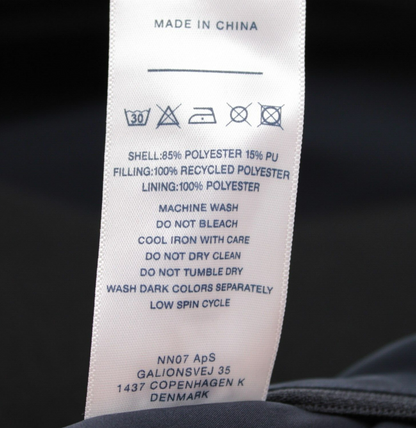 MADE IN CHINA
30
SHELL:85% POLYESTER 15% PU
FILLING:100% RECYCLED POLYESTER
LINING:100% POLYESTER
MACHINE WASH
DO NOT BLEACH
COOL IRON WITH CARE
DO NOT DRY CLEAN
DO NOT TUMBLE DRY
WASH DARK COLORS SEPARATELY
LOW SPIN CYCLE
NN07 ApS
GALIONSVEJ 35
1437 COPENHAGEN K
DENMARK